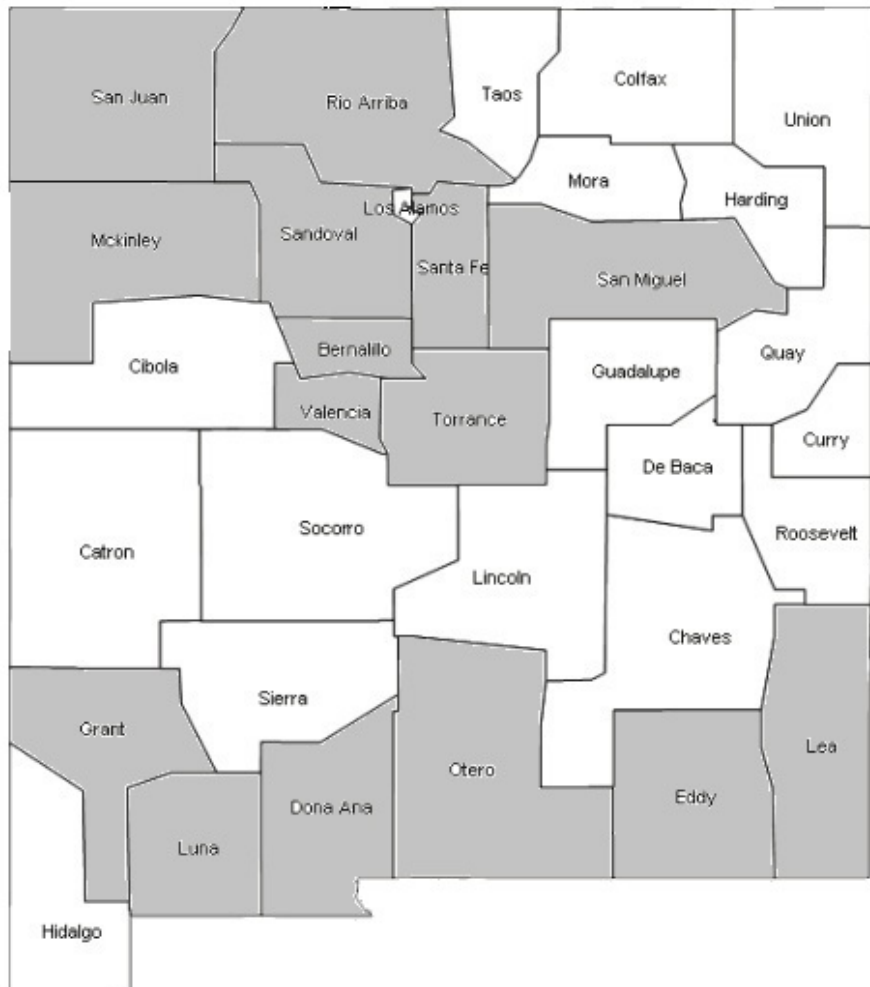 San Juan
Rio Arriba
Taos
Colfax
Union
Mora
Harding
Los Alamos
Mckinley
Sandoval
Santa Fe
San Miguel
Bernalillo
Cibola
Guadalupe
Quay
Valencia
Torrance
Curry
De Baca
Socorro
Roosevelt
Catron
Lincoln
Chaves
Sierra
Grant
Lea
Otero
Eddy
Dona Ana
Luna
Hidalgo